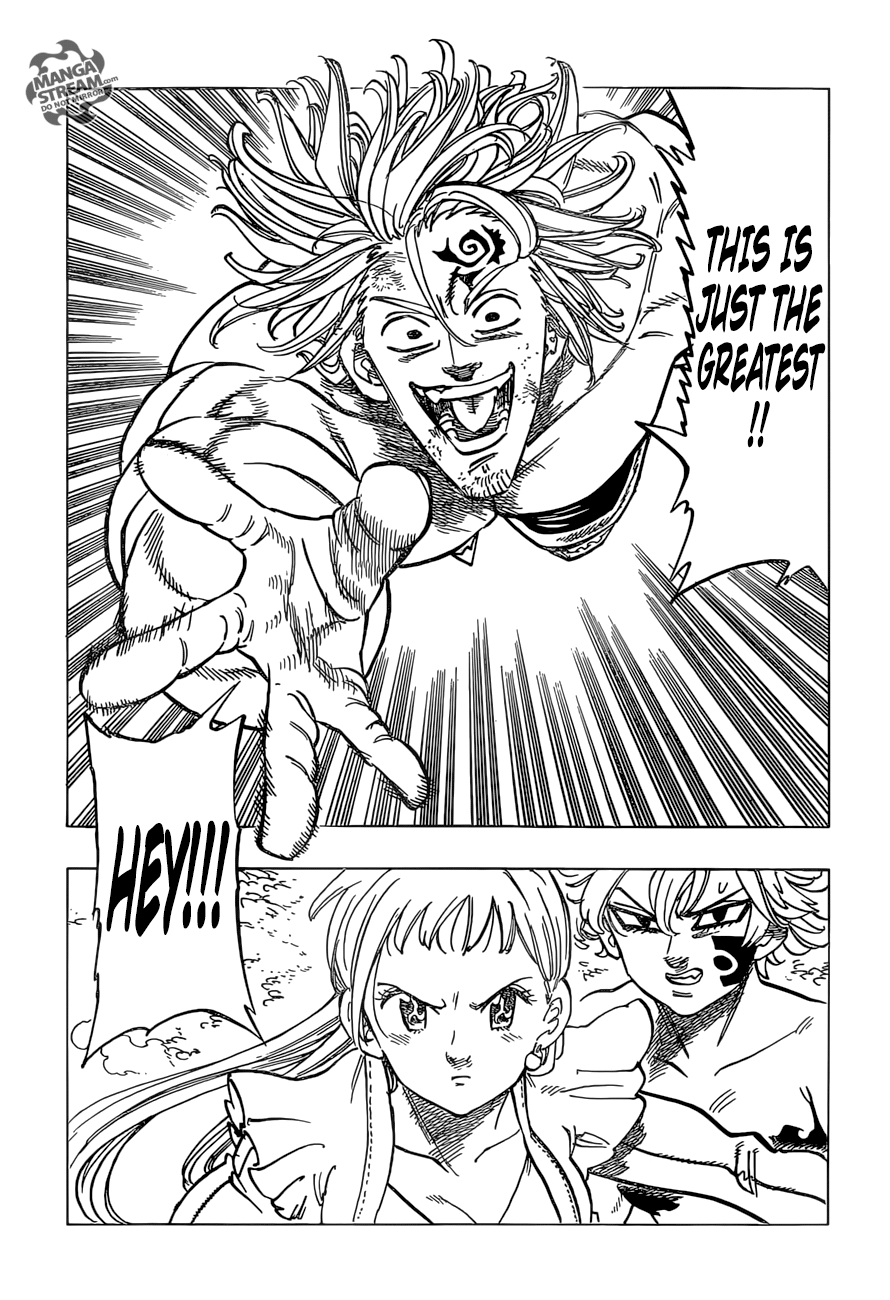 MANGA
STREAM.com
DO NOT MIRROR
THIS IS
JUST THE
GREATEST
!!
HEY!!!